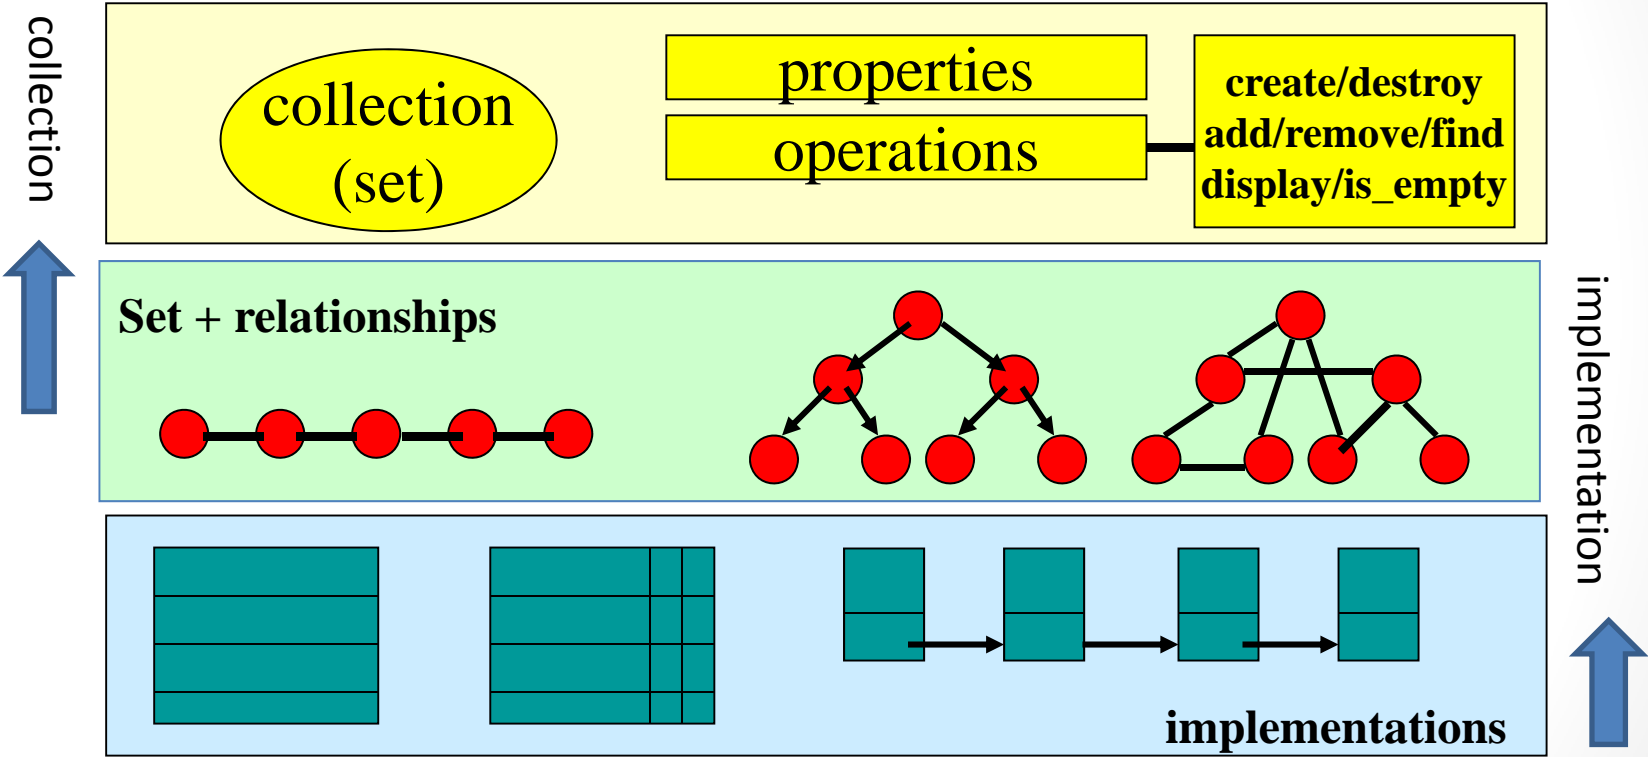 collection
collection
(set)
properties
operations
create/destroy
add/remove/find
display/is_empty
Set + relationships
implementation
implementations